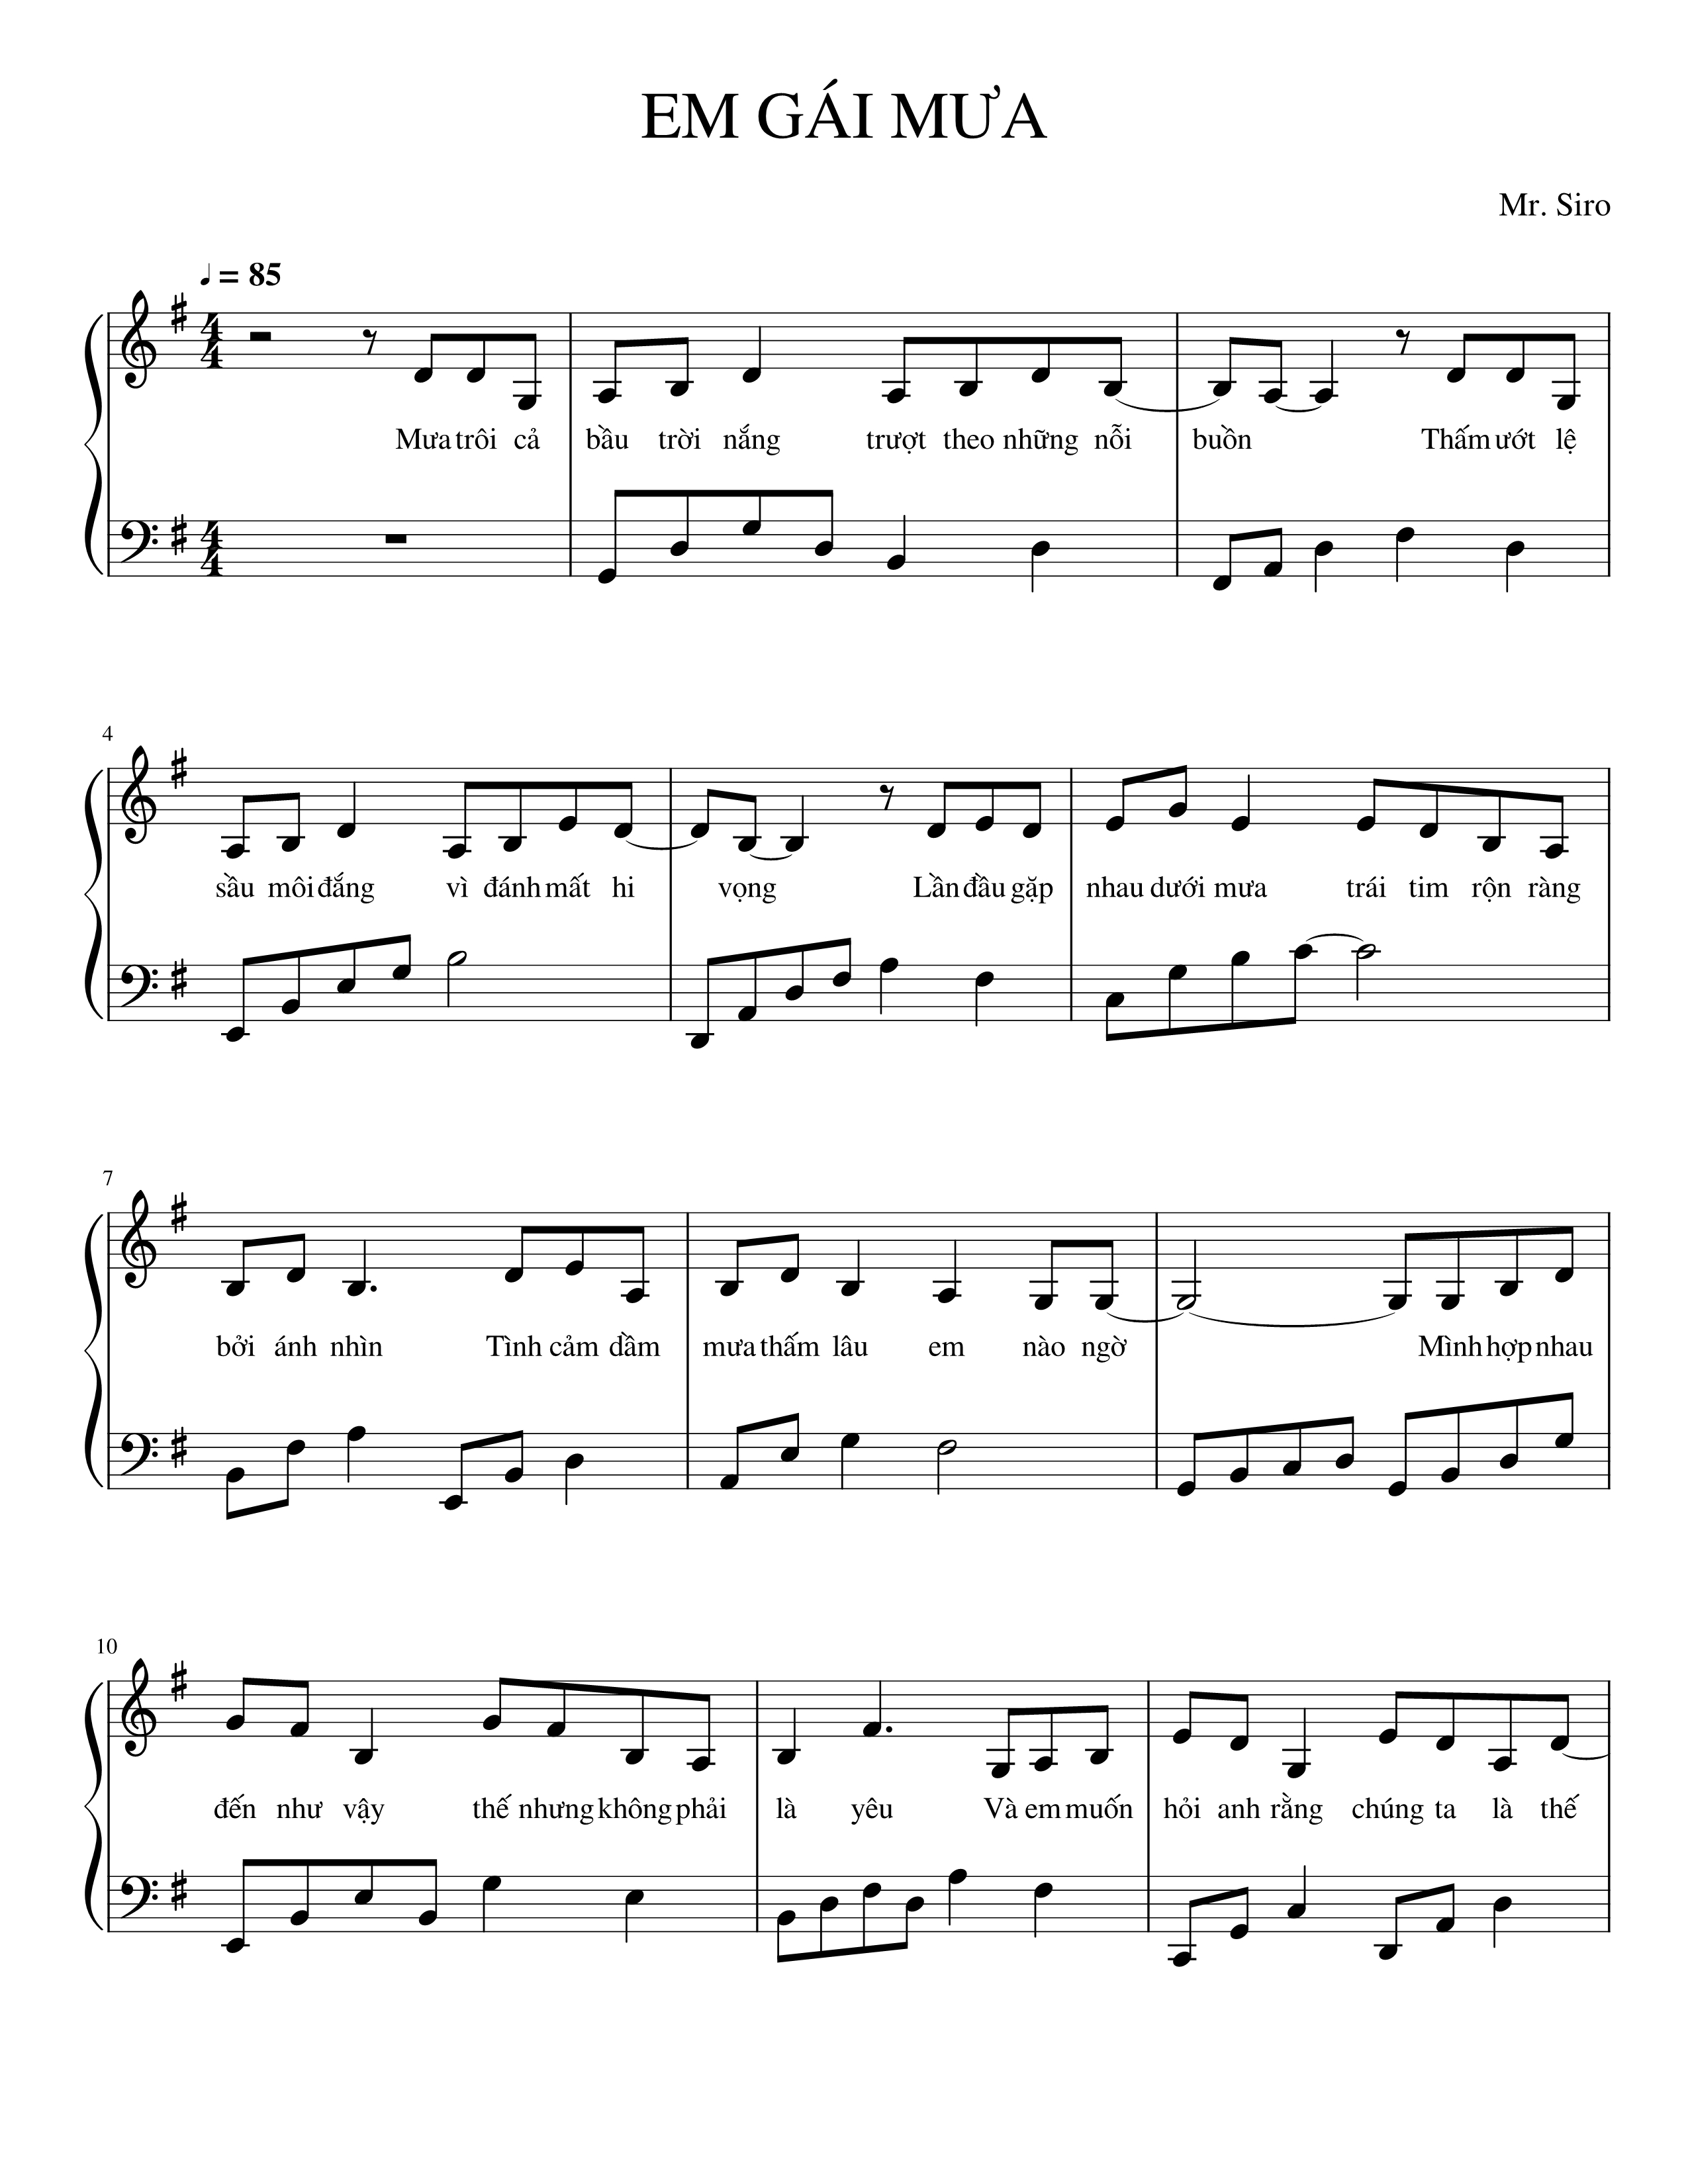 EM GÁI MƯA
Mr. Siro
♩ = 85
4
4
Mưa trôi cả bầu trời nắng trượt theo những nỗi buồn Thấm ướt lệ
4
4
4
sầu môi đắng vì đánh mất hi vọng Lần đầu gặp nhau dưới mưa trái tim rộn ràng
7
bởi ánh nhìn Tình cảm dầm mưa thấm lâu em nào ngờ Mình hợp nhau
10
đến như vậy thế nhưng không phải là yêu Và em muốn hỏi anh rằng chúng ta là thế